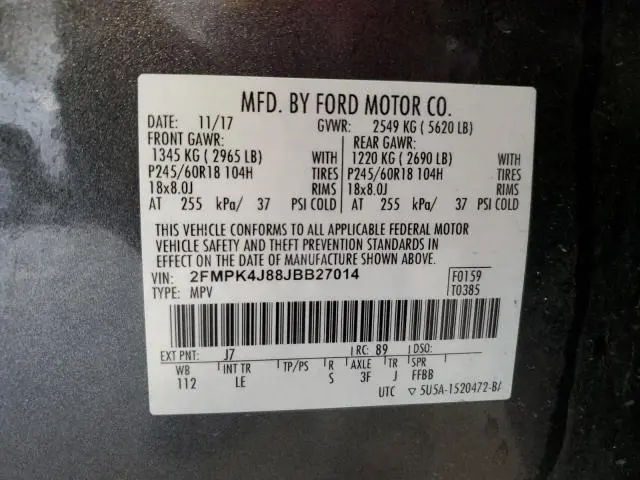 MFD. BY FORD MOTOR CO.
DATE: 11/17 GVWR: 2549 KG ( 5620 LB)
FRONT GAWR: REAR GAWR:
1345 KG ( 2965 LB) WITH 1220 KG ( 2690 LB) WITH
P245/60R18 104H TIRES P245/60R18 104H TIRES
18x8.0J RIMS 18x8.0J RIMS
AT 255 kPa/ 37 PSI COLD AT 255 kPa/ 37 PSI COLD
THIS VEHICLE CONFORMS TO ALL APPLICABLE FEDERAL MOTOR
VEHICLE SAFETY AND THEFT PREVENTION STANDARDS IN
EFFECT ON THE DATE OF MANUFACTURE SHOWN ABOVE.
VIN: 2FMPK4J88JBB27014 F0159
TYPE: MPV T0385
EXT PNT: J7 RC: 89 DSO:
WB INT TR TP/PS R AXLE TR SPR
112 LE S 3F J FFBB
UTC ▽ 5U5A-1520472-BA